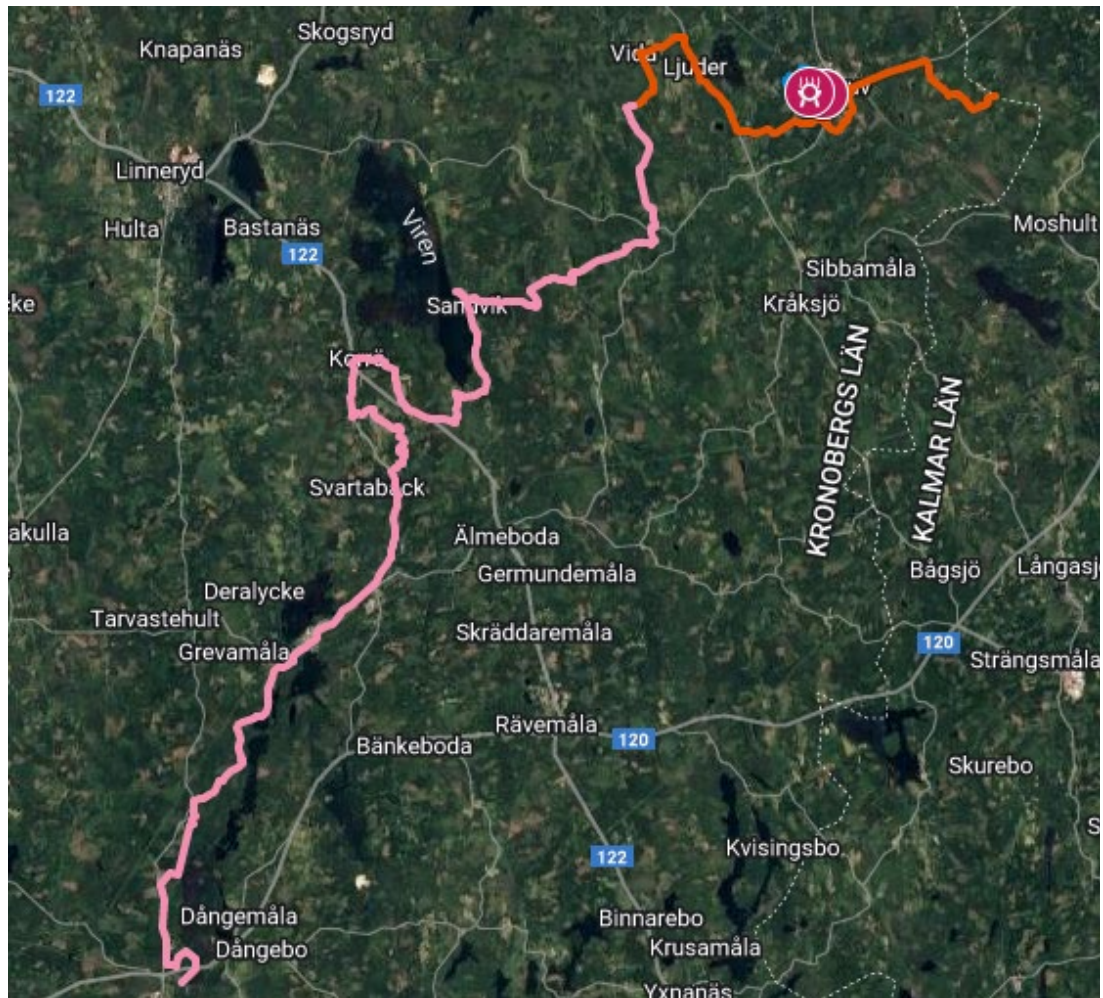 Skogsryd
Knapanäs
Ljuder
122
Linneryd
Hulta
Bastanäs
122
Viren
Moshult
Sibbamåla
Kråksjö
Sandvik
KRONOBERGS LÄN
KALMAR LÄN
Svartabäck
akulla
Älmeboda
Germundemåla
Bågsjö
Deralycke
Tarvastehult
Grevamåla
Skräddaremåla
120
Strängsmåla
Rävemåla
120
Bänkeboda
Skurebo
122
Kvisingsbo
Dångemåla
Dångebo
Binnarebo
Krusamåla
Yxnanäs